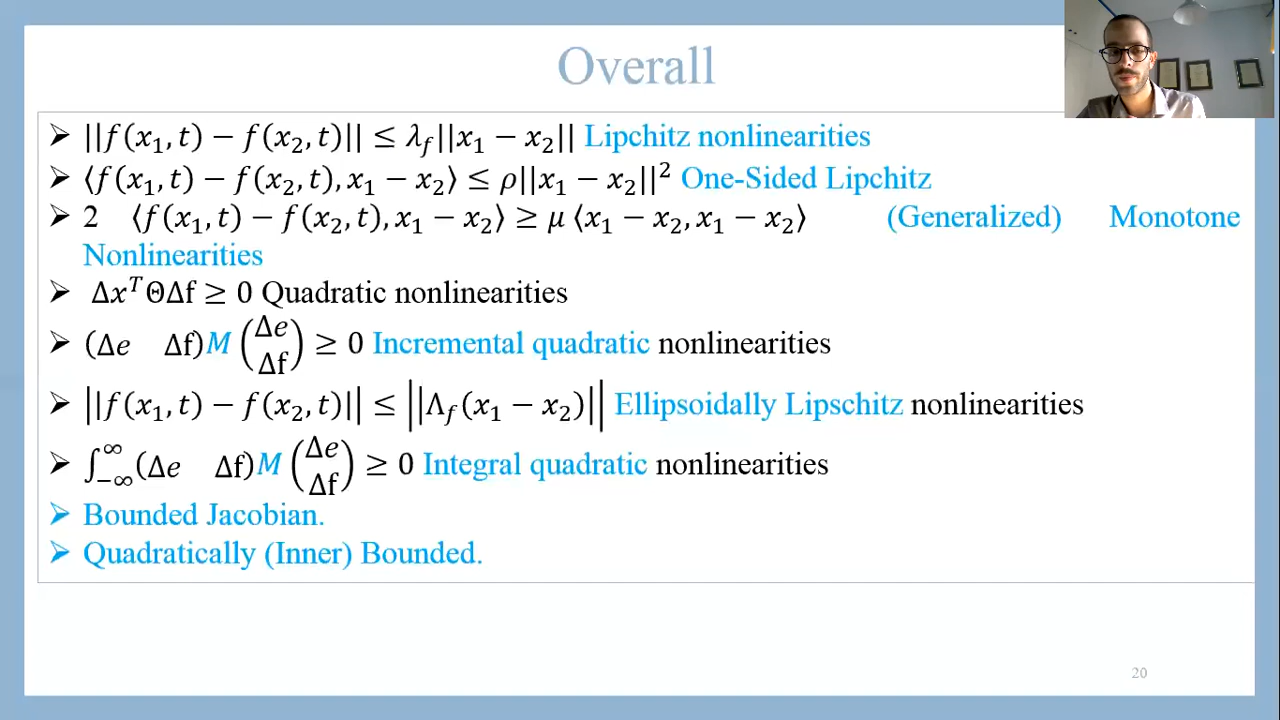 Overall
➢ ||f(x₁, t) − f(x₂, t)|| ≤ λ_f||x₁ − x₂|| Lipchitz nonlinearities
➢ ⟨f(x₁, t) − f(x₂, t), x₁ − x₂⟩ ≤ ρ||x₁ − x₂||² One-Sided Lipchitz
➢ 2 ⟨f(x₁, t) − f(x₂, t), x₁ − x₂⟩ ≥ μ ⟨x₁ − x₂, x₁ − x₂⟩ (Generalized) Monotone
Nonlinearities
➢ Δx^TΘΔf ≥ 0 Quadratic nonlinearities
➢ (Δe Δf)M(Δe Δf) ≥ 0 Incremental quadratic nonlinearities
➢ ||f(x₁, t) − f(x₂, t)|| ≤ ||Λ_f(x₁ − x₂)|| Ellipsoidally Lipschitz nonlinearities
➢ ∫_{−∞}^{∞}(Δe Δf)M(Δe Δf) ≥ 0 Integral quadratic nonlinearities
➢ Bounded Jacobian.
➢ Quadratically (Inner) Bounded.
20